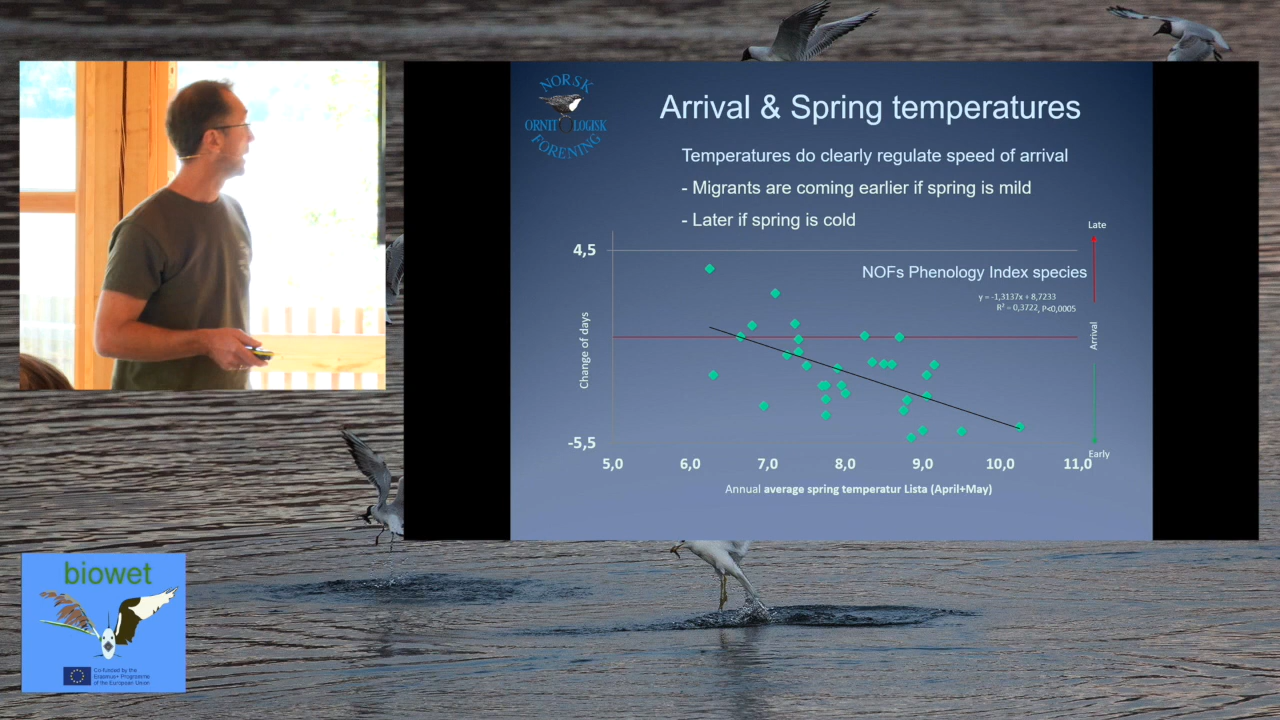 NORSK
ORNITOLOGISK
FORENING
Arrival & Spring temperatures
Temperatures do clearly regulate speed of arrival
- Migrants are coming earlier if spring is mild
- Later if spring is cold
Late
4,5
NOFs Phenology Index species
y = -1,3137x + 8,7233
R² = 0,3722, P<0,0005
Change of days
Arrival
-5,5
Early
5,0 6,0 7,0 8,0 9,0 10,0 11,0
Annual average spring temperatur Lista (April+May)
biowet
Co-funded by the
Erasmus+ Programme
of the European Union